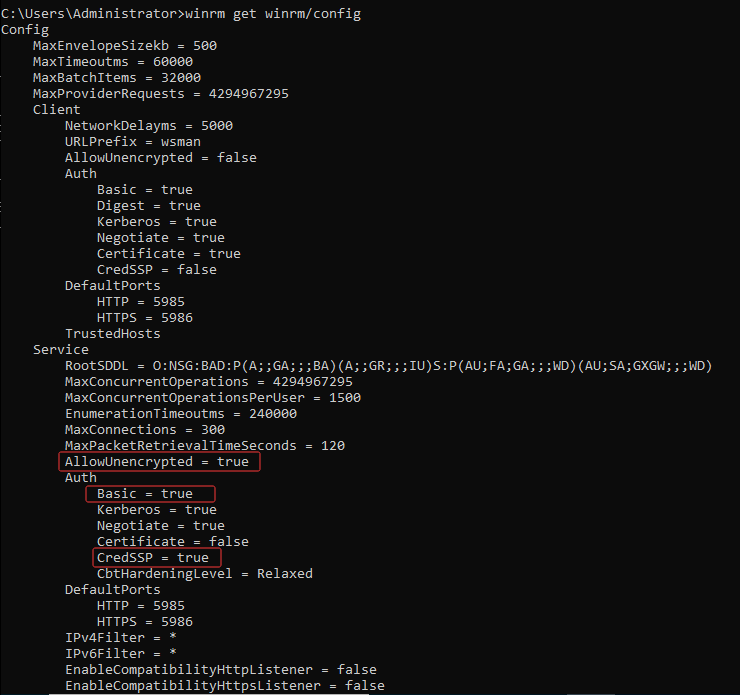 C:\Users\Administrator>winrm get winrm/config
Config
    MaxEnvelopeSizekb = 500
    MaxTimeoutms = 60000
    MaxBatchItems = 32000
    MaxProviderRequests = 4294967295
    Client
        NetworkDelayms = 5000
        URLPrefix = wsman
        AllowUnencrypted = false
        Auth
            Basic = true
            Digest = true
            Kerberos = true
            Negotiate = true
            Certificate = true
            CredSSP = false
        DefaultPorts
            HTTP = 5985
            HTTPS = 5986
        TrustedHosts
    Service
        RootSDDL = O:NSG:BAD:P(A;;GA;;;BA)(A;;GR;;;IU)S:P(AU;FA;GA;;;WD)(AU;SA;GXGW;;;WD)
        MaxConcurrentOperations = 4294967295
        MaxConcurrentOperationsPerUser = 1500
        EnumerationTimeoutms = 240000
        MaxConnections = 300
        MaxPacketRetrievalTimeSeconds = 120
        AllowUnencrypted = true
        Auth
            Basic = true
            Kerberos = true
            Negotiate = true
            Certificate = false
            CredSSP = true
            CbtHardeningLevel = Relaxed
        DefaultPorts
            HTTP = 5985
            HTTPS = 5986
        IPv4Filter = *
        IPv6Filter = *
        EnableCompatibilityHttpListener = false
        EnableCompatibilityHttpsListener = false